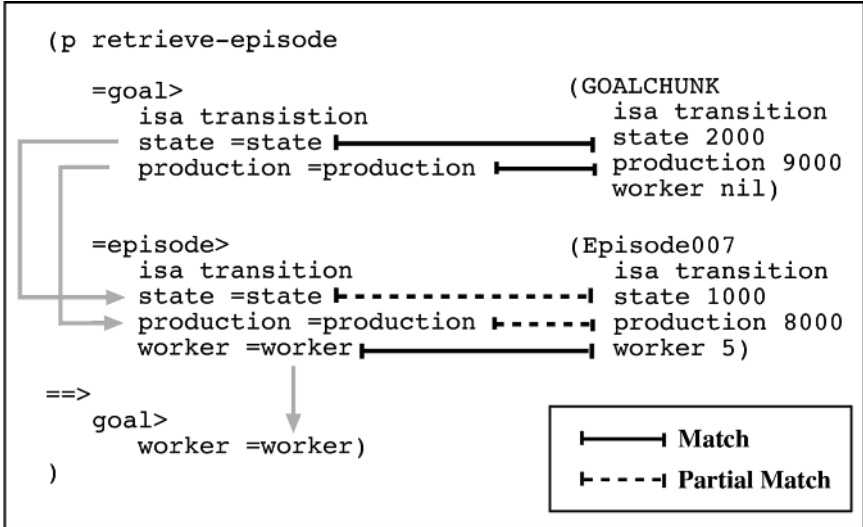 (p retrieve-episode
=goal>
isa transistion
state =state
production =production
(GOALCHUNK
isa transition
state 2000
production 9000
worker nil)
=episode>
isa transition
state =state
production =production
worker =worker
(Episode007
isa transition
state 1000
production 8000
worker 5)
==>
goal>
worker =worker)
)
Match
Partial Match